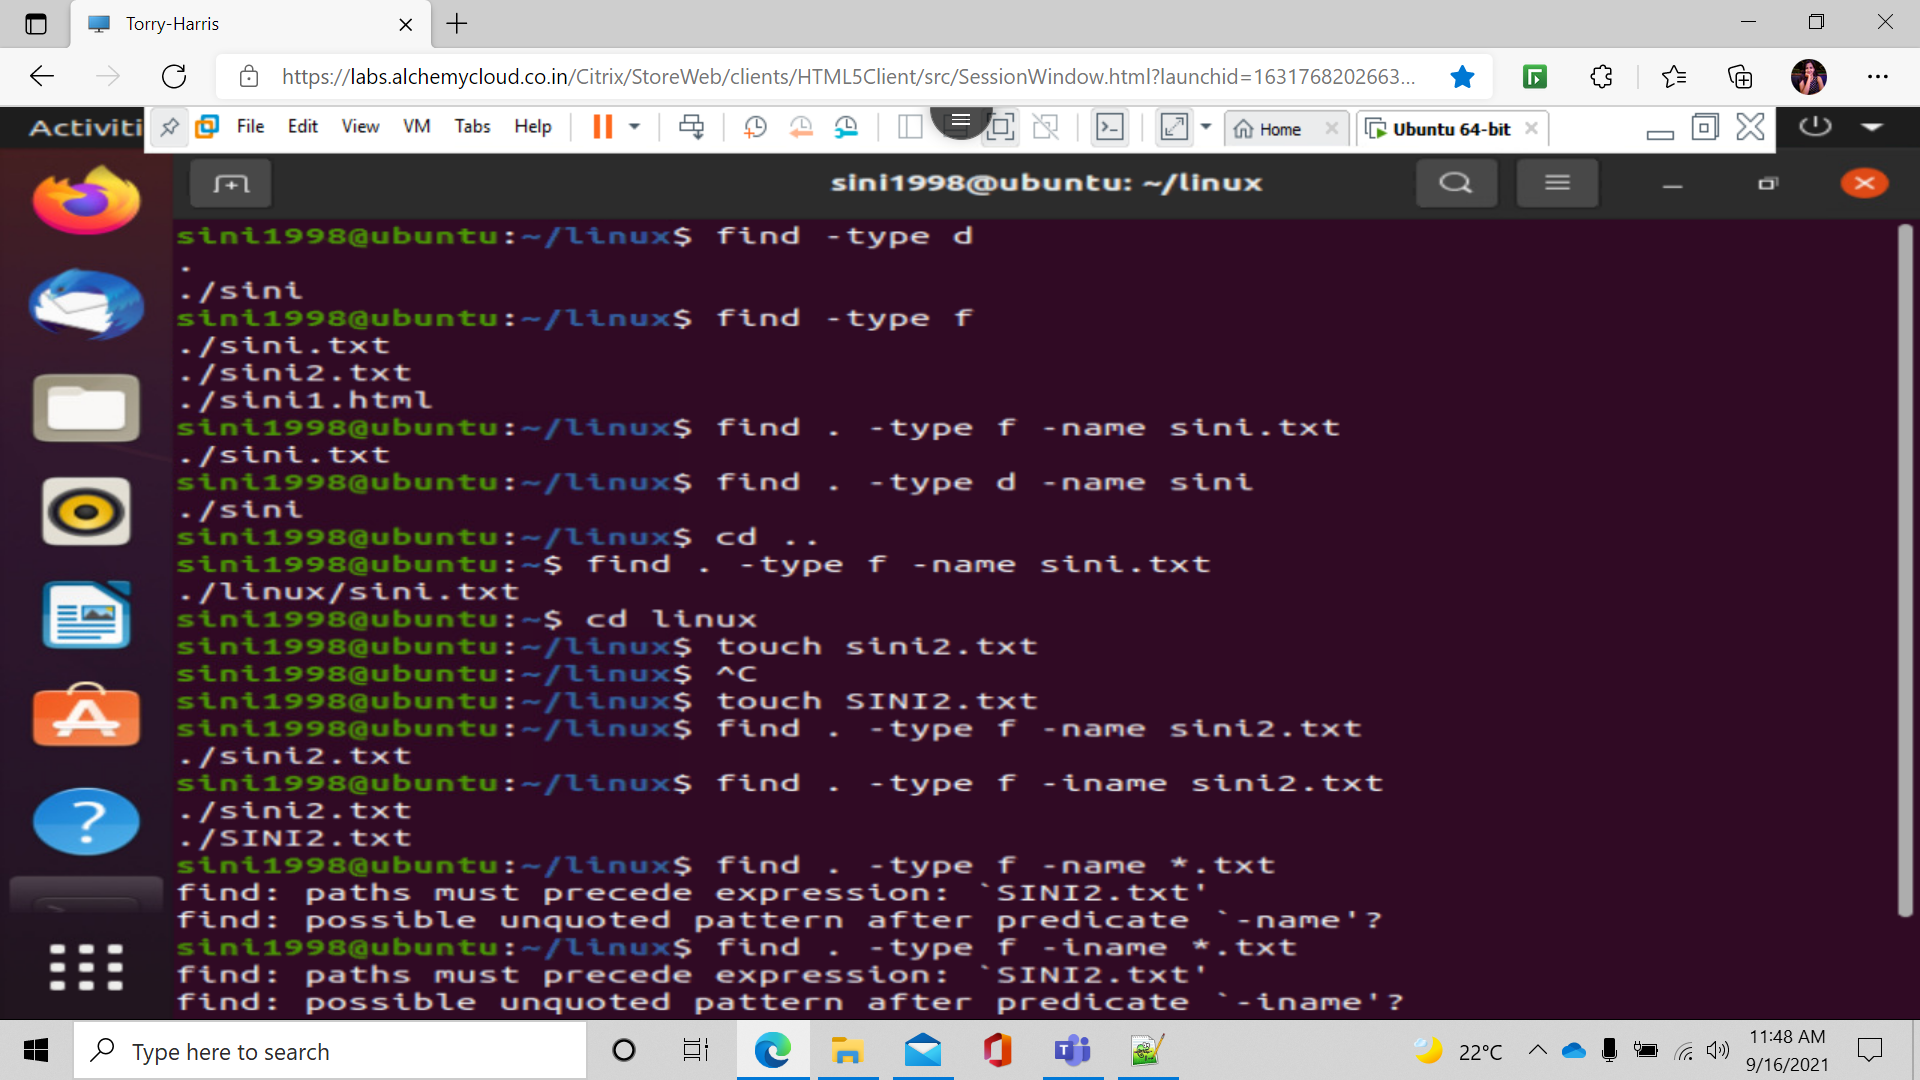 Torry-Harris
https://labs.alchemycloud.co.in/Citrix/StoreWeb/clients/HTML5Client/src/SessionWindow.html?launchid=1631768202663...
Activiti File Edit View VM Tabs Help Home Ubuntu 64-bit
sini1998@ubuntu: ~/linux
sini1998@ubuntu:~/linux$ find -type d
.
./sini
sini1998@ubuntu:~/linux$ find -type f
./sini.txt
./sini2.txt
./sini1.html
sini1998@ubuntu:~/linux$ find . -type f -name sini.txt
./sini.txt
sini1998@ubuntu:~/linux$ find . -type d -name sini
./sini
sini1998@ubuntu:~/linux$ cd ..
sini1998@ubuntu:~$ find . -type f -name sini.txt
./linux/sini.txt
sini1998@ubuntu:~$ cd linux
sini1998@ubuntu:~/linux$ touch sini2.txt
sini1998@ubuntu:~/linux$ ^C
sini1998@ubuntu:~/linux$ touch SINI2.txt
sini1998@ubuntu:~/linux$ find . -type f -name sini2.txt
./sini2.txt
sini1998@ubuntu:~/linux$ find . -type f -iname sini2.txt
./sini2.txt
./SINI2.txt
sini1998@ubuntu:~/linux$ find . -type f -name *.txt
find: paths must precede expression: `SINI2.txt'
find: possible unquoted pattern after predicate `-name'?
sini1998@ubuntu:~/linux$ find . -type f -iname *.txt
find: paths must precede expression: `SINI2.txt'
find: possible unquoted pattern after predicate `-iname'?
Type here to search
22°C
11:48 AM
9/16/2021